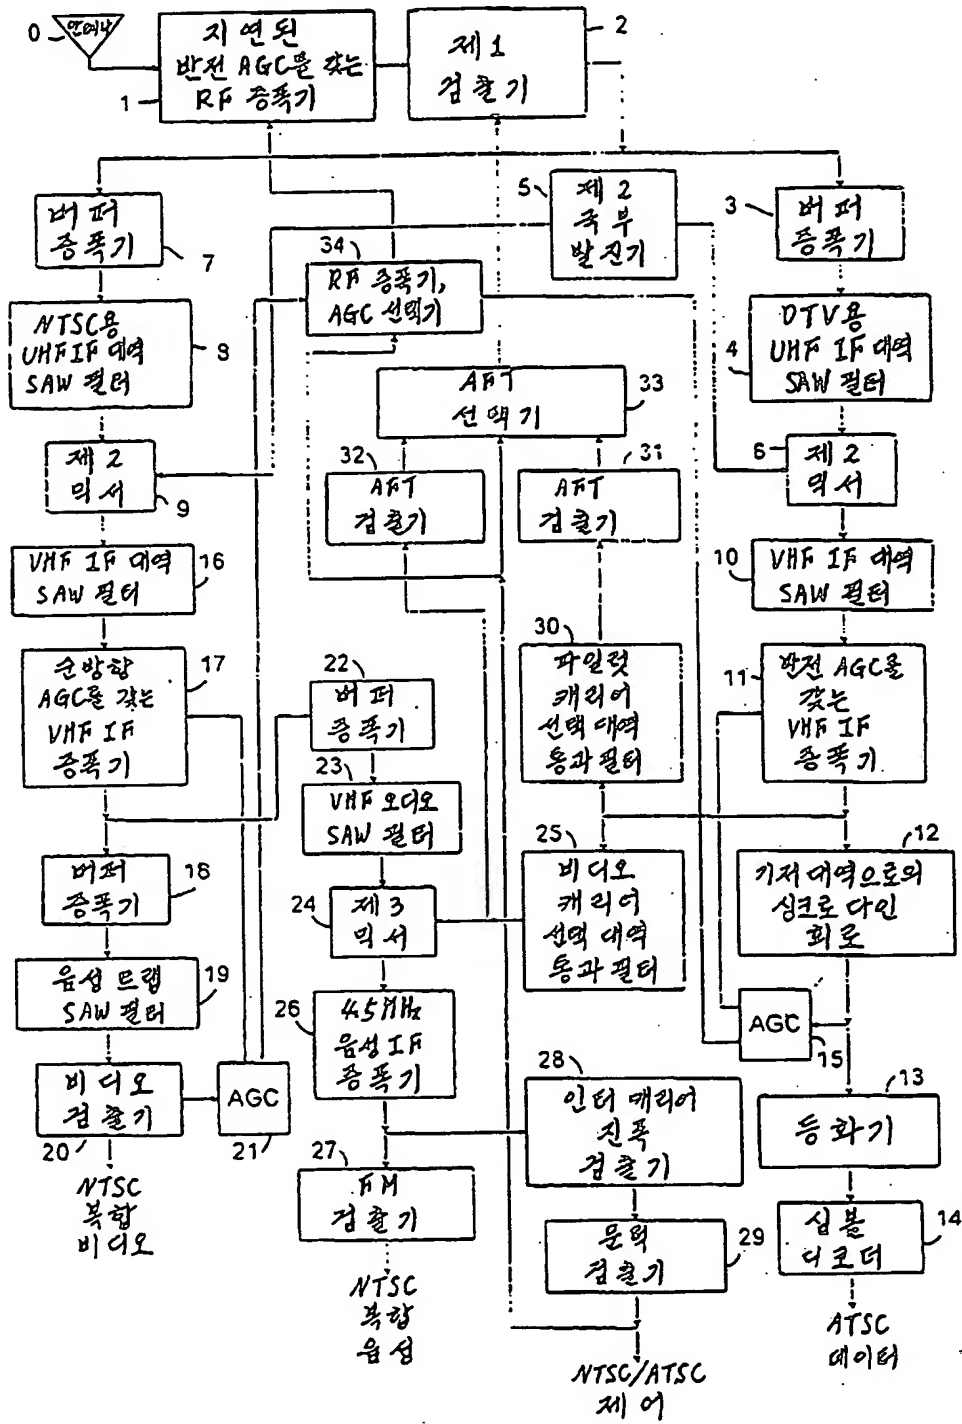 0
안테나
지연된
반전 AGC를 갖는
RF 증폭기
1
제1
검출기
2
버퍼
증폭기
7
5
제2
국부
발진기
3
버퍼
증폭기
34
RF 증폭기,
AGC 선택기
NTSC용
UHF IF 대역
SAW 필터
8
DTV용
UHF IF 대역
SAW 필터
4
AFT
선택기
33
제2
믹서
9
32
AFT
검출기
31
AFT
검출기
6
제2
믹서
VHF IF 대역
SAW 필터
16
10
VHF IF 대역
SAW 필터
순방향
AGC를 갖는
VHF IF
증폭기
17
22
버퍼
증폭기
30
파일럿
캐리어
선택 대역
통과 필터
11
반전 AGC를
갖는
VHF IF
증폭기
23
VHF 오디오
SAW 필터
버퍼
증폭기
18
24
제3
믹서
25
비디오
캐리어
선택 대역
통과 필터
12
기저 대역으로의
싱크로 다인
회로
음성 트랩
SAW 필터
19
26
4.5MHz
음성 IF
증폭기
AGC
15
비디오
검출기
20
AGC
21
28
인터 캐리어
진폭
검출기
13
등화기
27
FM
검출기
NTSC
복합
비디오
문턱
검출기
29
심볼
디코더
14
NTSC
복합
음성
NTSC/ATSC
제어
ATSC
데이터